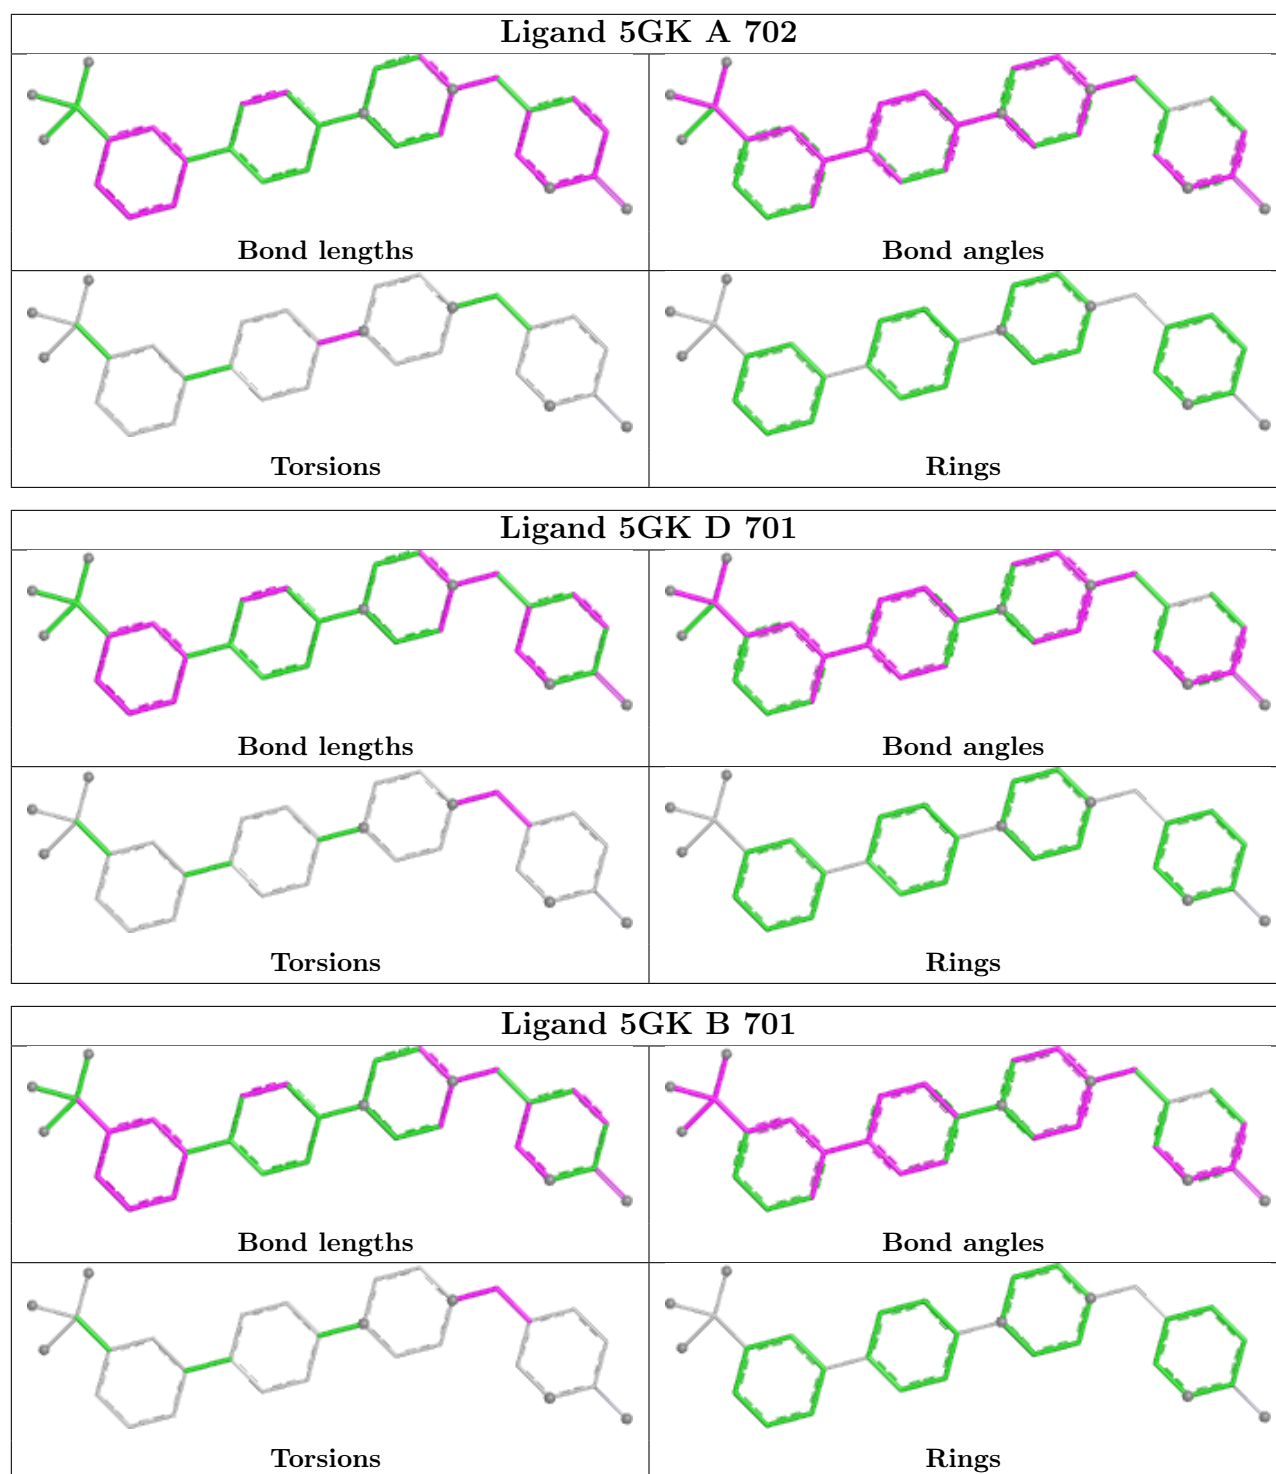 Ligand 5GK A 702
Bond lengths
Bond angles
Torsions
Rings
Ligand 5GK D 701
Bond lengths
Bond angles
Torsions
Rings
Ligand 5GK B 701
Bond lengths
Bond angles
Torsions
Rings